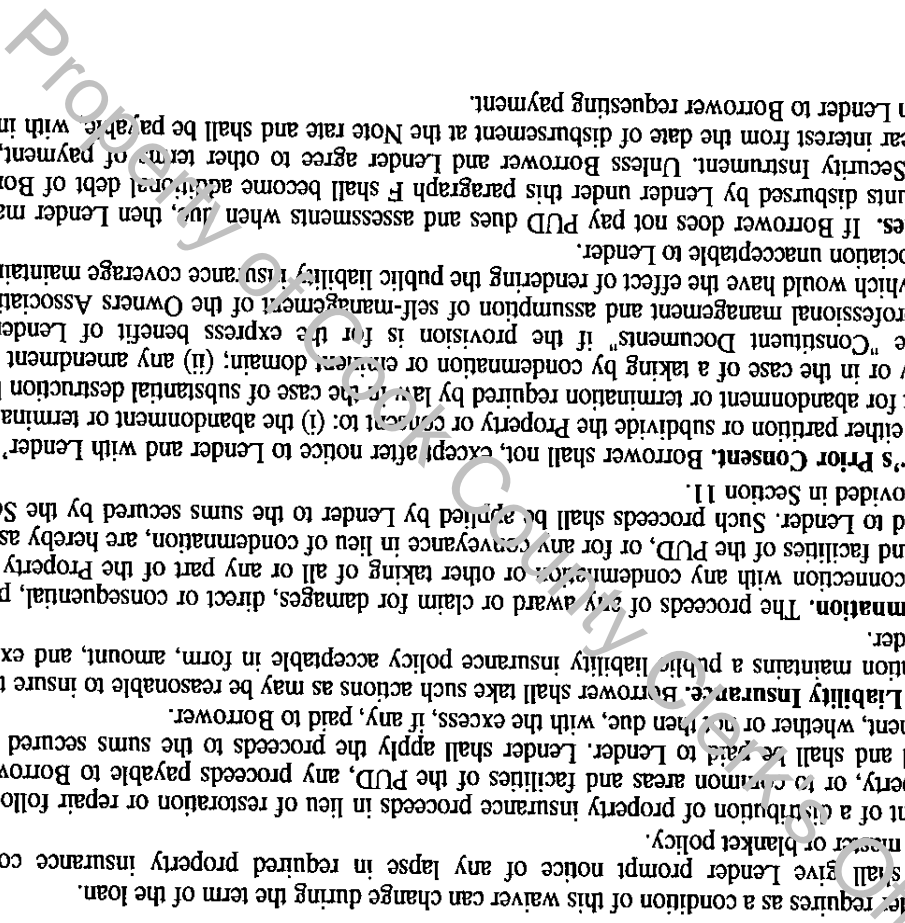 der requires as a condition of this waiver can change during the term of the loan.
shall give Lender prompt notice of any lapse in required property insurance co
master or blanket policy.
nt of a distribution of property insurance proceeds in lieu of restoration or repair follo
perty, or to common areas and facilities of the PUD, any proceeds payable to Borrow
d and shall be paid to Lender. Lender shall apply the proceeds to the sums secured
ment, whether or not then due, with the excess, if any, paid to Borrower.
Liability Insurance. Borrower shall take such actions as may be reasonable to insure t
ation maintains a public liability insurance policy acceptable in form, amount, and ex
der.
mnation. The proceeds of any award or claim for damages, direct or consequential, p
connection with any condemnation or other taking of all or any part of the Property
nd facilities of the PUD, or for any conveyance in lieu of condemnation, are hereby as
d to Lender. Such proceeds shall be applied by Lender to the sums secured by the Se
ovided in Section 11.
r's Prior Consent. Borrower shall not, except after notice to Lender and with Lender'
either partition or subdivide the Property or consent to: (i) the abandonment or termina
for abandonment or termination required by law in the case of substantial destruction
y or in the case of a taking by condemnation or eminent domain; (ii) any amendment
e "Constituent Documents" if the provision is for the express benefit of Lender
rofessional management and assumption of self-management of the Owners Associati
which would have the effect of rendering the public liability insurance coverage maintain
ociation unacceptable to Lender.
es. If Borrower does not pay PUD dues and assessments when due, then Lender ma
unts disbursed by Lender under this paragraph F shall become additional debt of Bor
Security Instrument. Unless Borrower and Lender agree to other terms of payment,
ear interest from the date of disbursement at the Note rate and shall be payable, with in
n Lender to Borrower requesting payment.
Property of Cook County Clerk's Of